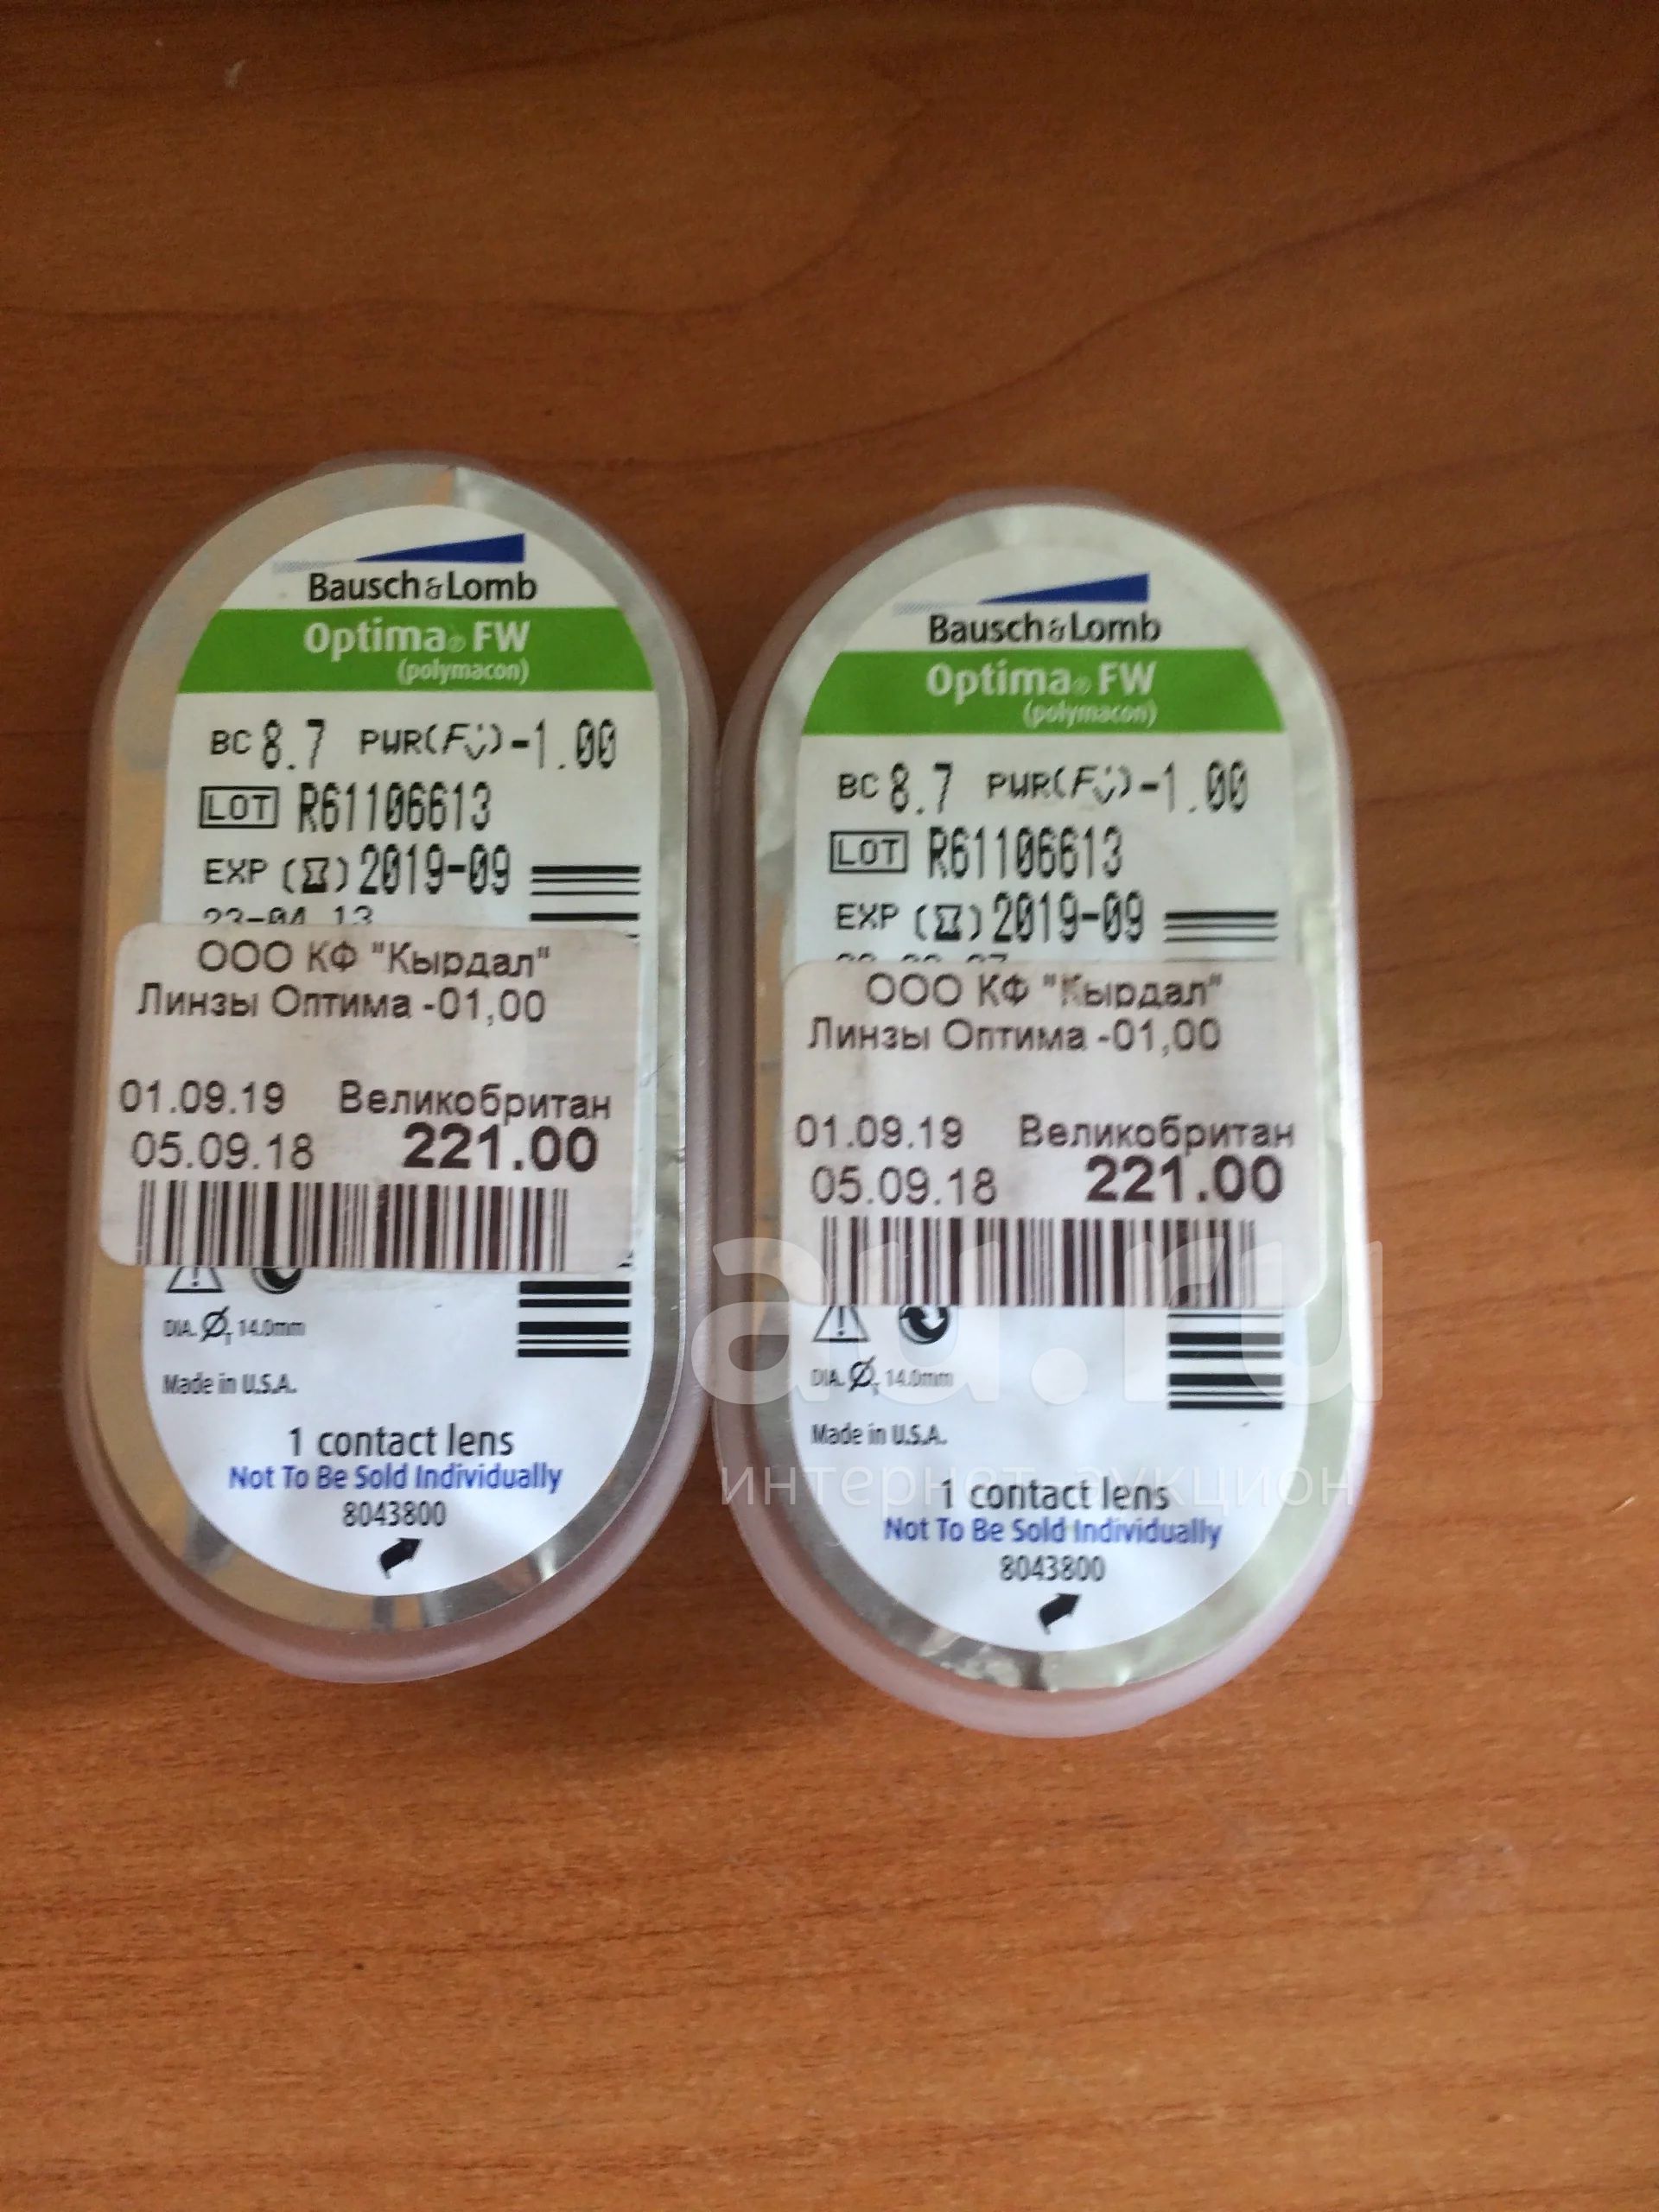 Bausch & Lomb
Optima® FW
(polymacon)
BC 8.7 PWR(F)-1.00
LOT R61106613
EXP 2019-09
23-04 13
ООО КФ "Кырдал"
Линзы Оптима -01,00
01.09.19 Великобритан
05.09.18 221.00
DIA. Ø 14.0mm
Made in U.S.A.
1 contact lens
Not To Be Sold Individually
8043800
Bausch & Lomb
Optima® FW
(polymacon)
BC 8.7 PWR(F)-1.00
LOT R61106613
EXP 2019-09
ООО КФ "Кырдал"
Линзы Оптима -01,00
01.09.19 Великобритан
05.09.18 221.00
DIA. Ø 14.0mm
Made in U.S.A.
1 contact lens
Not To Be Sold Individually
8043800
au.ru
интернет-аукцион